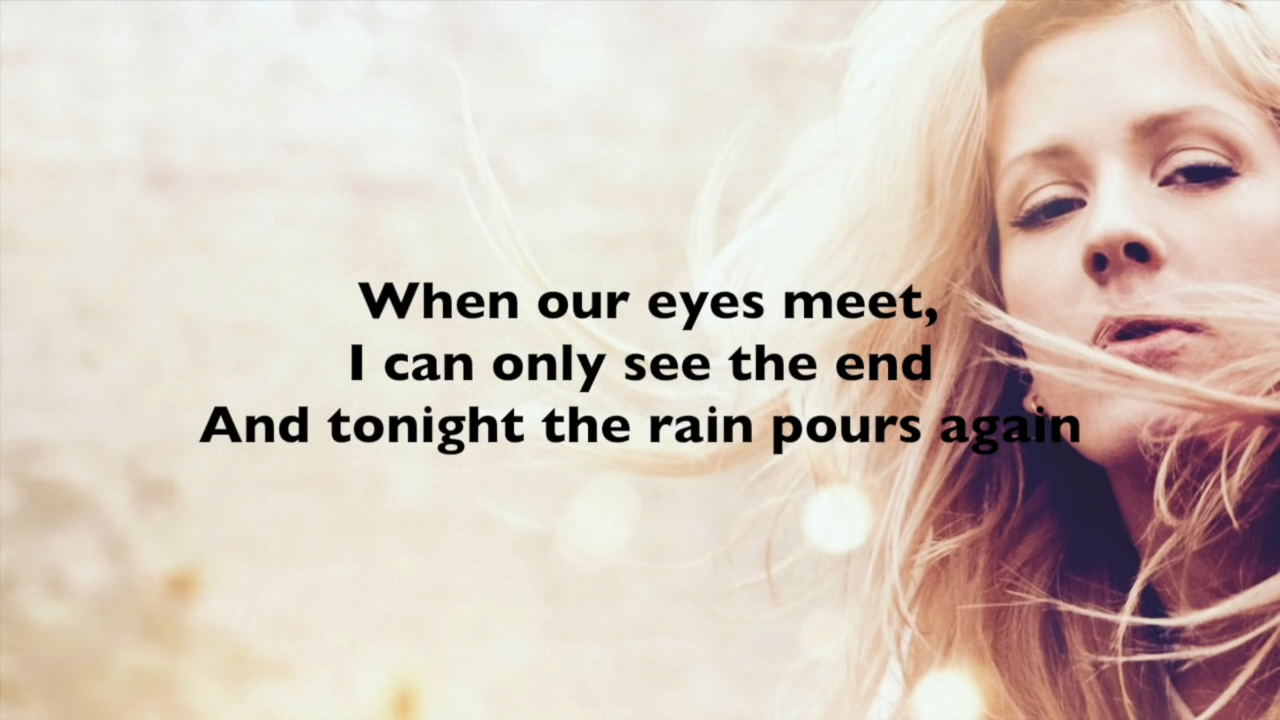 When our eyes meet,
I can only see the end
And tonight the rain pours again